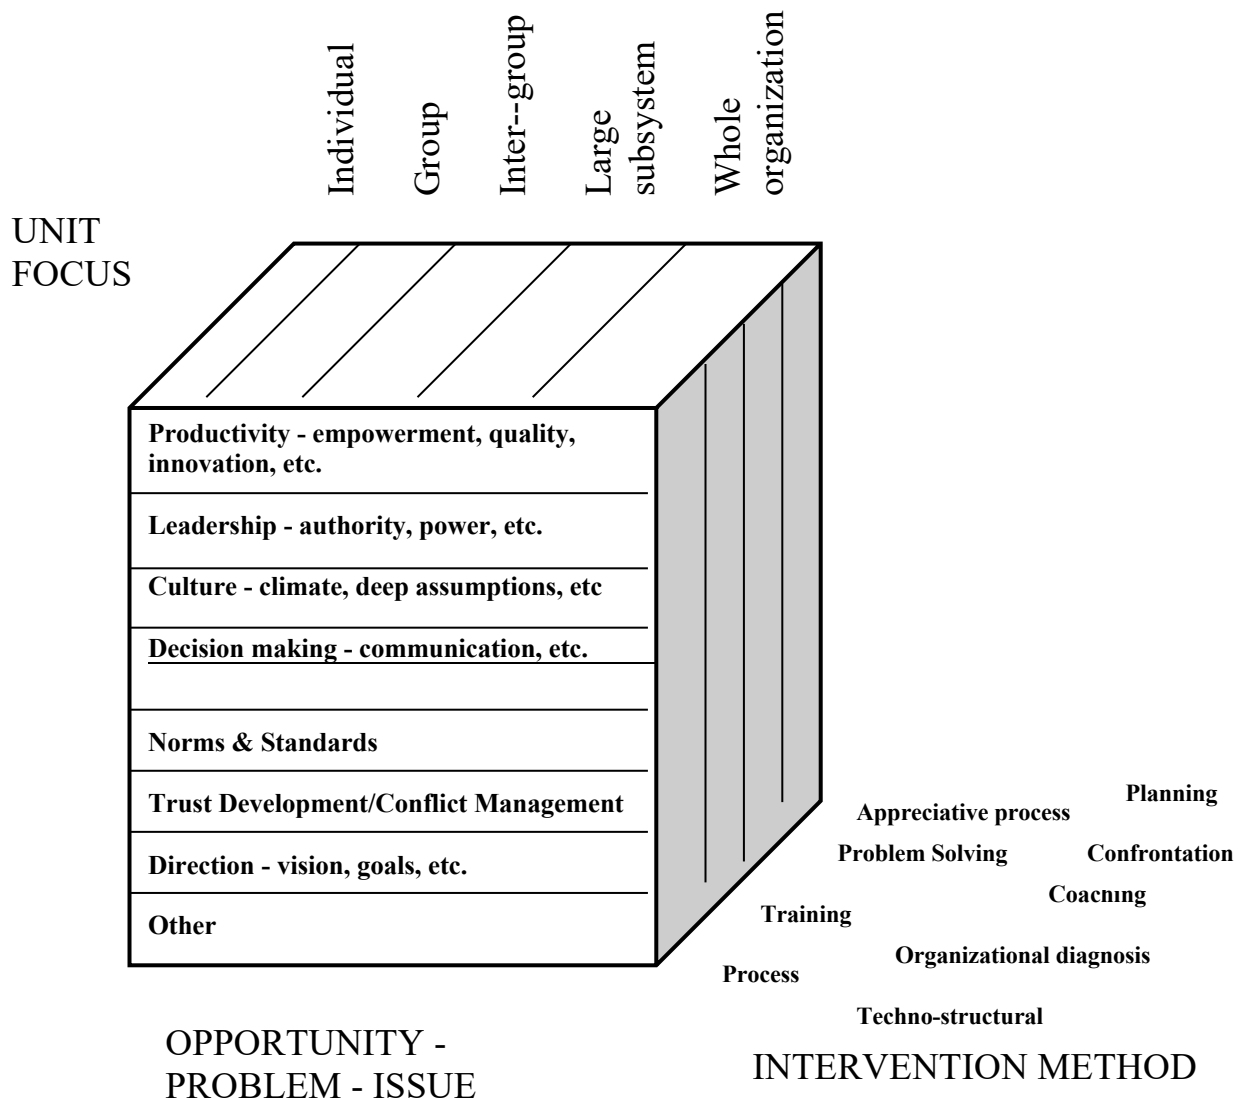 Individual
Group
Inter--group
Large
subsystem
Whole
organization
UNIT
FOCUS
Productivity - empowerment, quality,
innovation, etc.
Leadership - authority, power, etc.
Culture - climate, deep assumptions, etc
Decision making - communication, etc.
Norms & Standards
Trust Development/Conflict Management
Direction - vision, goals, etc.
Other
Planning
Appreciative process
Problem Solving
Confrontation
Coaching
Training
Organizational diagnosis
Process
Techno-structural
OPPORTUNITY -
PROBLEM - ISSUE
INTERVENTION METHOD